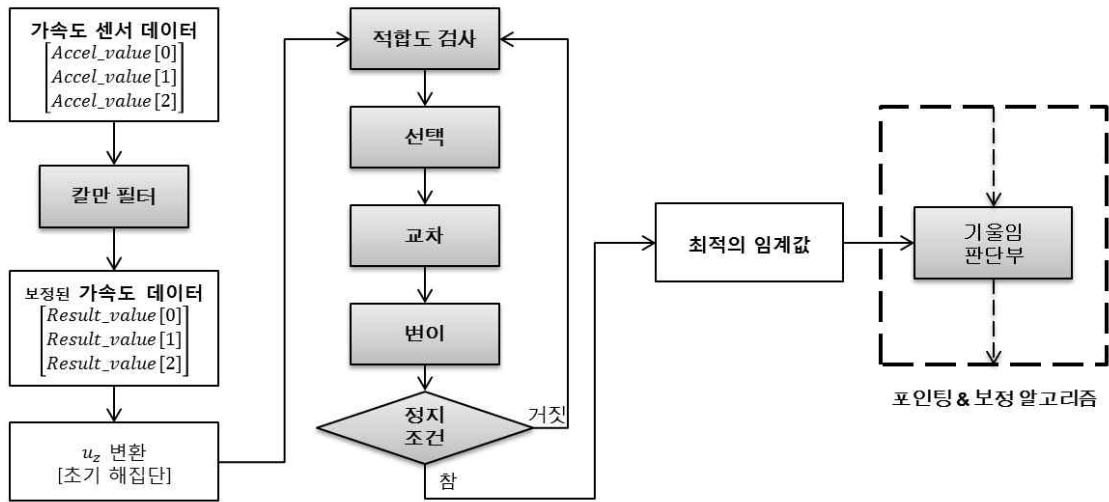 가속도 센서 데이터
[Accel_value[0]
Accel_value[1]
Accel_value[2]]
칼만 필터
보정된 가속도 데이터
[Result_value[0]
Result_value[1]
Result_value[2]]
u_z 변환
[초기 해집단]
적합도 검사
선택
교차
변이
정지
조건
거짓
참
최적의 임계값
기울임
판단부
포인팅 & 보정 알고리즘